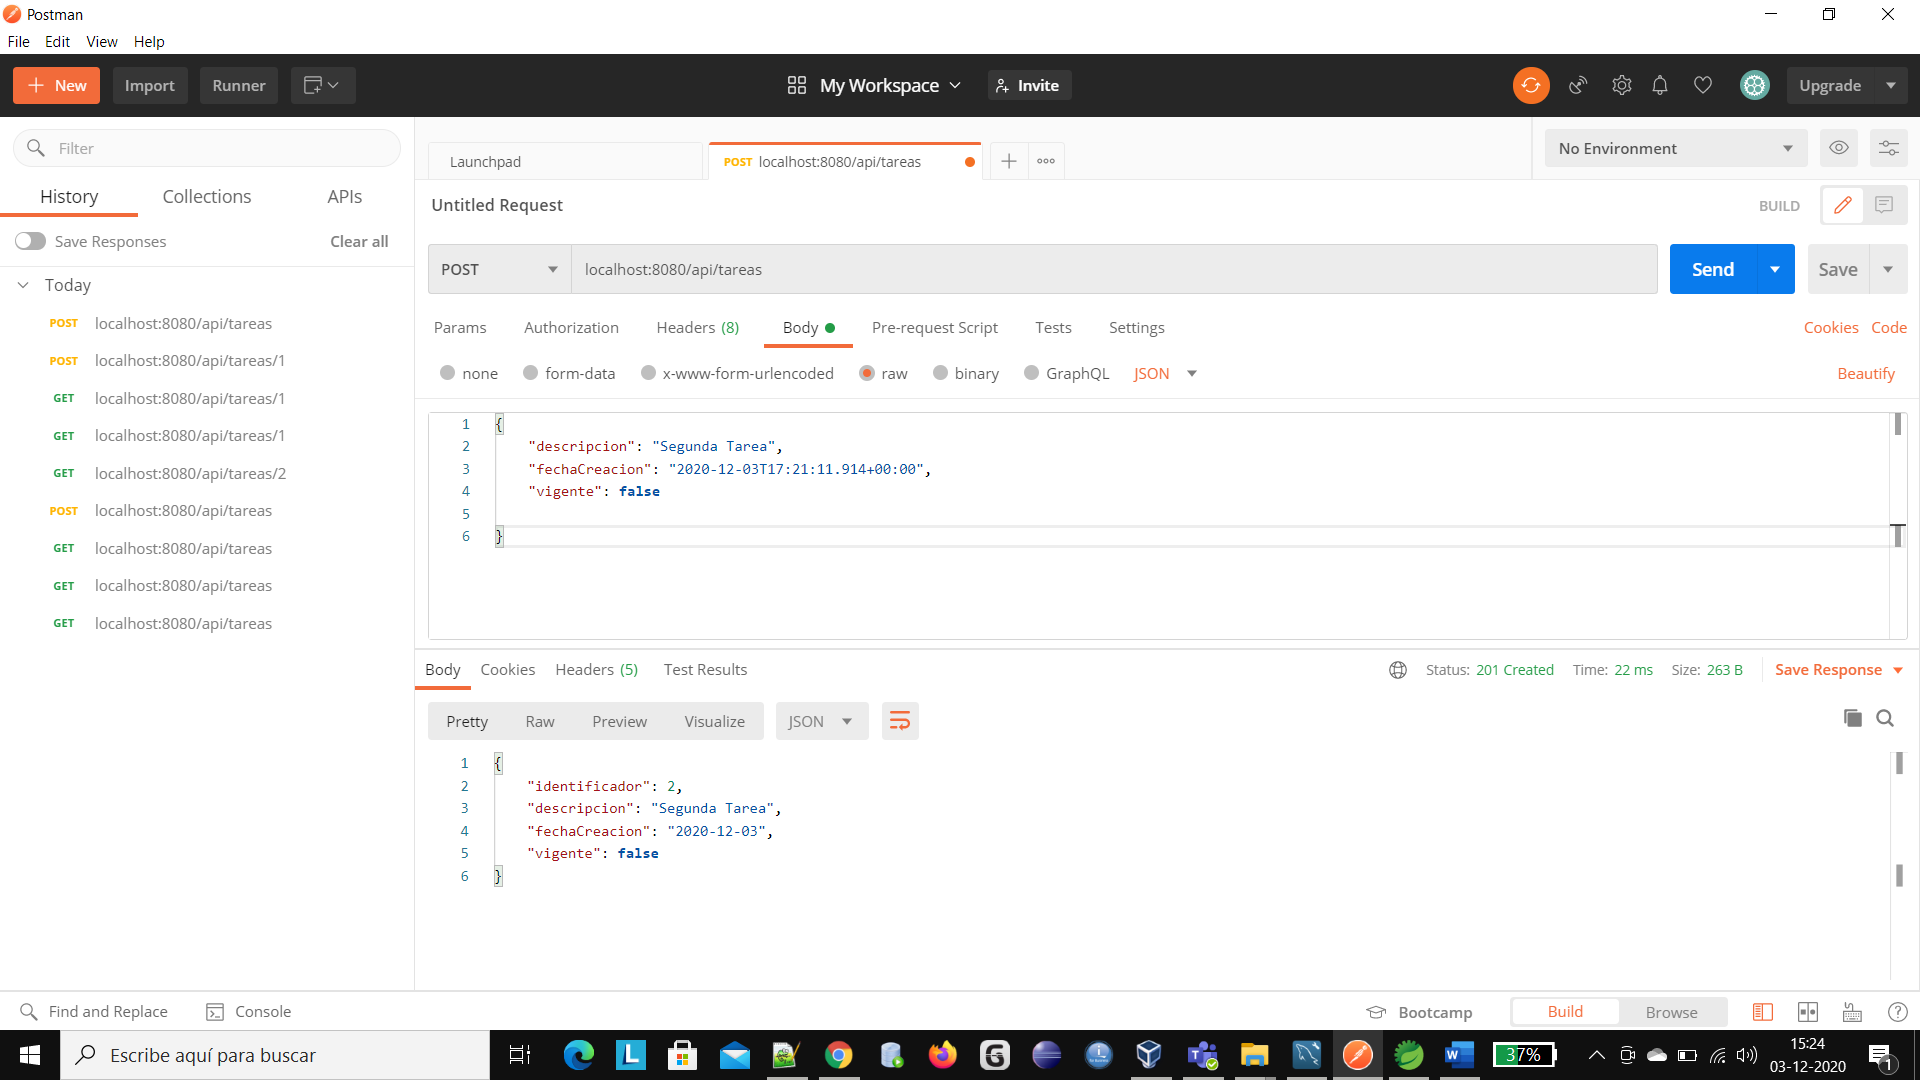 Postman
File Edit View Help
New Import Runner My Workspace Invite Upgrade
Filter
History Collections APIs
Save Responses Clear all
Today
POST localhost:8080/api/tareas
POST localhost:8080/api/tareas/1
GET localhost:8080/api/tareas/1
GET localhost:8080/api/tareas/1
GET localhost:8080/api/tareas/2
POST localhost:8080/api/tareas
GET localhost:8080/api/tareas
GET localhost:8080/api/tareas
GET localhost:8080/api/tareas
Launchpad POST localhost:8080/api/tareas No Environment
Untitled Request BUILD
POST localhost:8080/api/tareas Send Save
Params Authorization Headers (8) Body Pre-request Script Tests Settings Cookies Code
none form-data x-www-form-urlencoded raw binary GraphQL JSON Beautify
1 {
2 "descripcion": "Segunda Tarea",
3 "fechaCreacion": "2020-12-03T17:21:11.914+00:00",
4 "vigente": false
5
6 }
Body Cookies Headers (5) Test Results Status: 201 Created Time: 22 ms Size: 263 B Save Response
Pretty Raw Preview Visualize JSON
1 {
2 "identificador": 2,
3 "descripcion": "Segunda Tarea",
4 "fechaCreacion": "2020-12-03",
5 "vigente": false
6 }
Find and Replace Console Bootcamp Build Browse
Escribe aquí para buscar 37% 15:24
03-12-2020 1